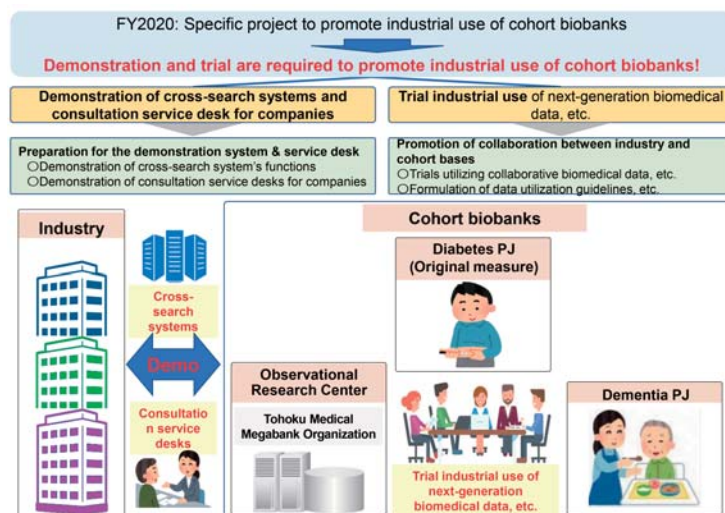 FY2020: Specific project to promote industrial use of cohort biobanks
Demonstration and trial are required to promote industrial use of cohort biobanks!
Demonstration of cross-search systems and
consultation service desk for companies
Trial industrial use of next-generation biomedical
data, etc.
Preparation for the demonstration system & service desk
○Demonstration of cross-search system's functions
○Demonstration of consultation service desks for companies
Promotion of collaboration between industry and
cohort bases
○Trials utilizing collaborative biomedical data, etc.
○Formulation of data utilization guidelines, etc.
Industry
Cross-
search
systems
Demo
Consultatio
n service
desks
Cohort biobanks
Diabetes PJ
(Original measure)
Observational
Research Center
Tohoku Medical
Megabank Organization
Trial industrial use of
next-generation
biomedical data, etc.
Dementia PJ